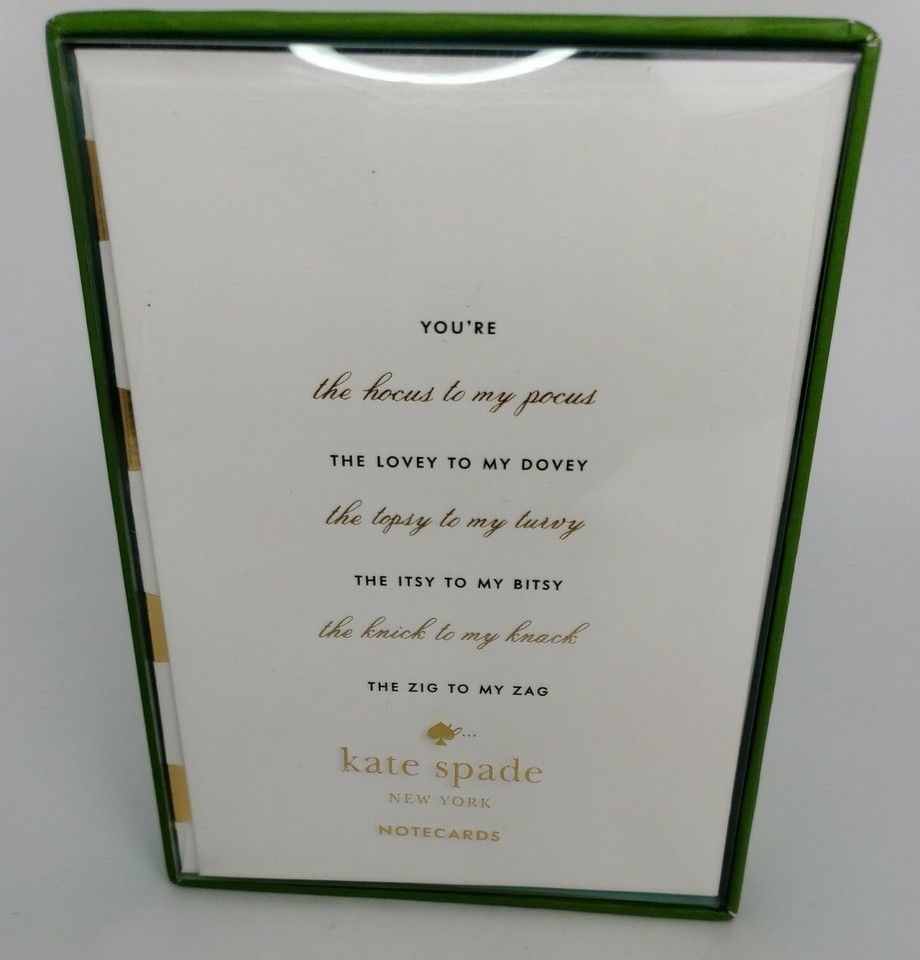 YOU'RE
the hocus to my pocus
THE LOVEY TO MY DOVEY
the topsy to my turvy
THE ITSY TO MY BITSY
the knick to my knack
THE ZIG TO MY ZAG
...
kate spade
NEW YORK
NOTECARDS